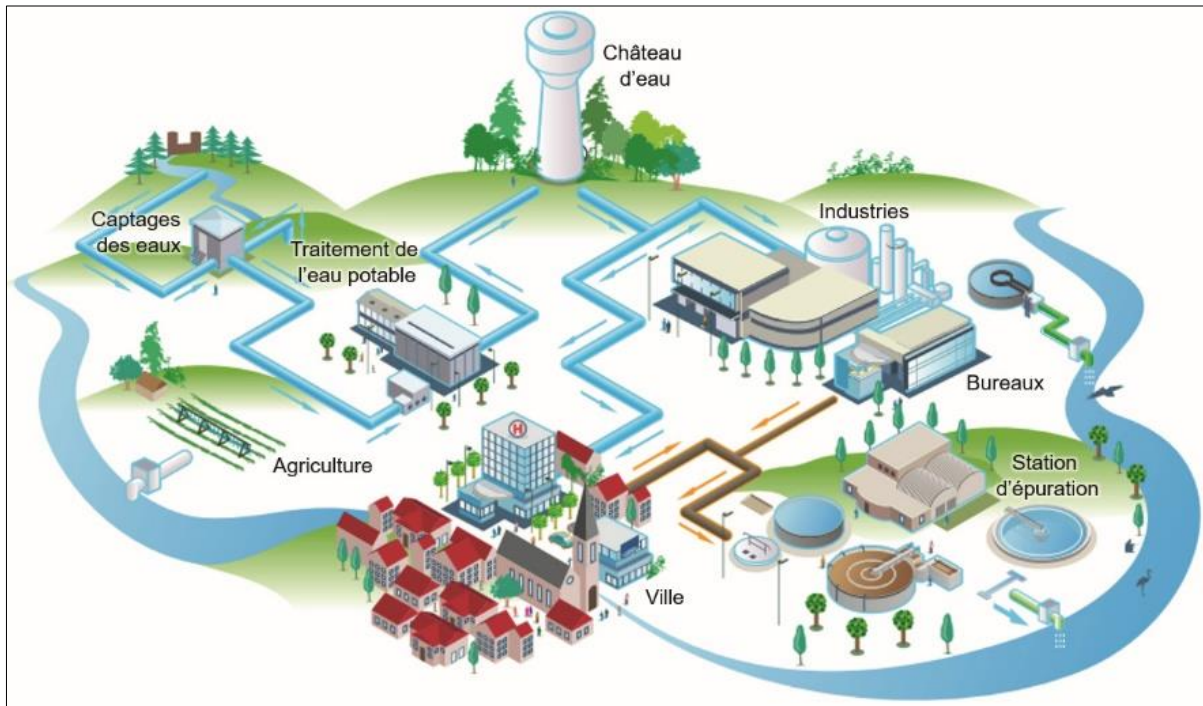 Château
d'eau
Captages
des eaux
Traitement de
l'eau potable
Industries
Bureaux
Agriculture
H
Station
d'épuration
Ville